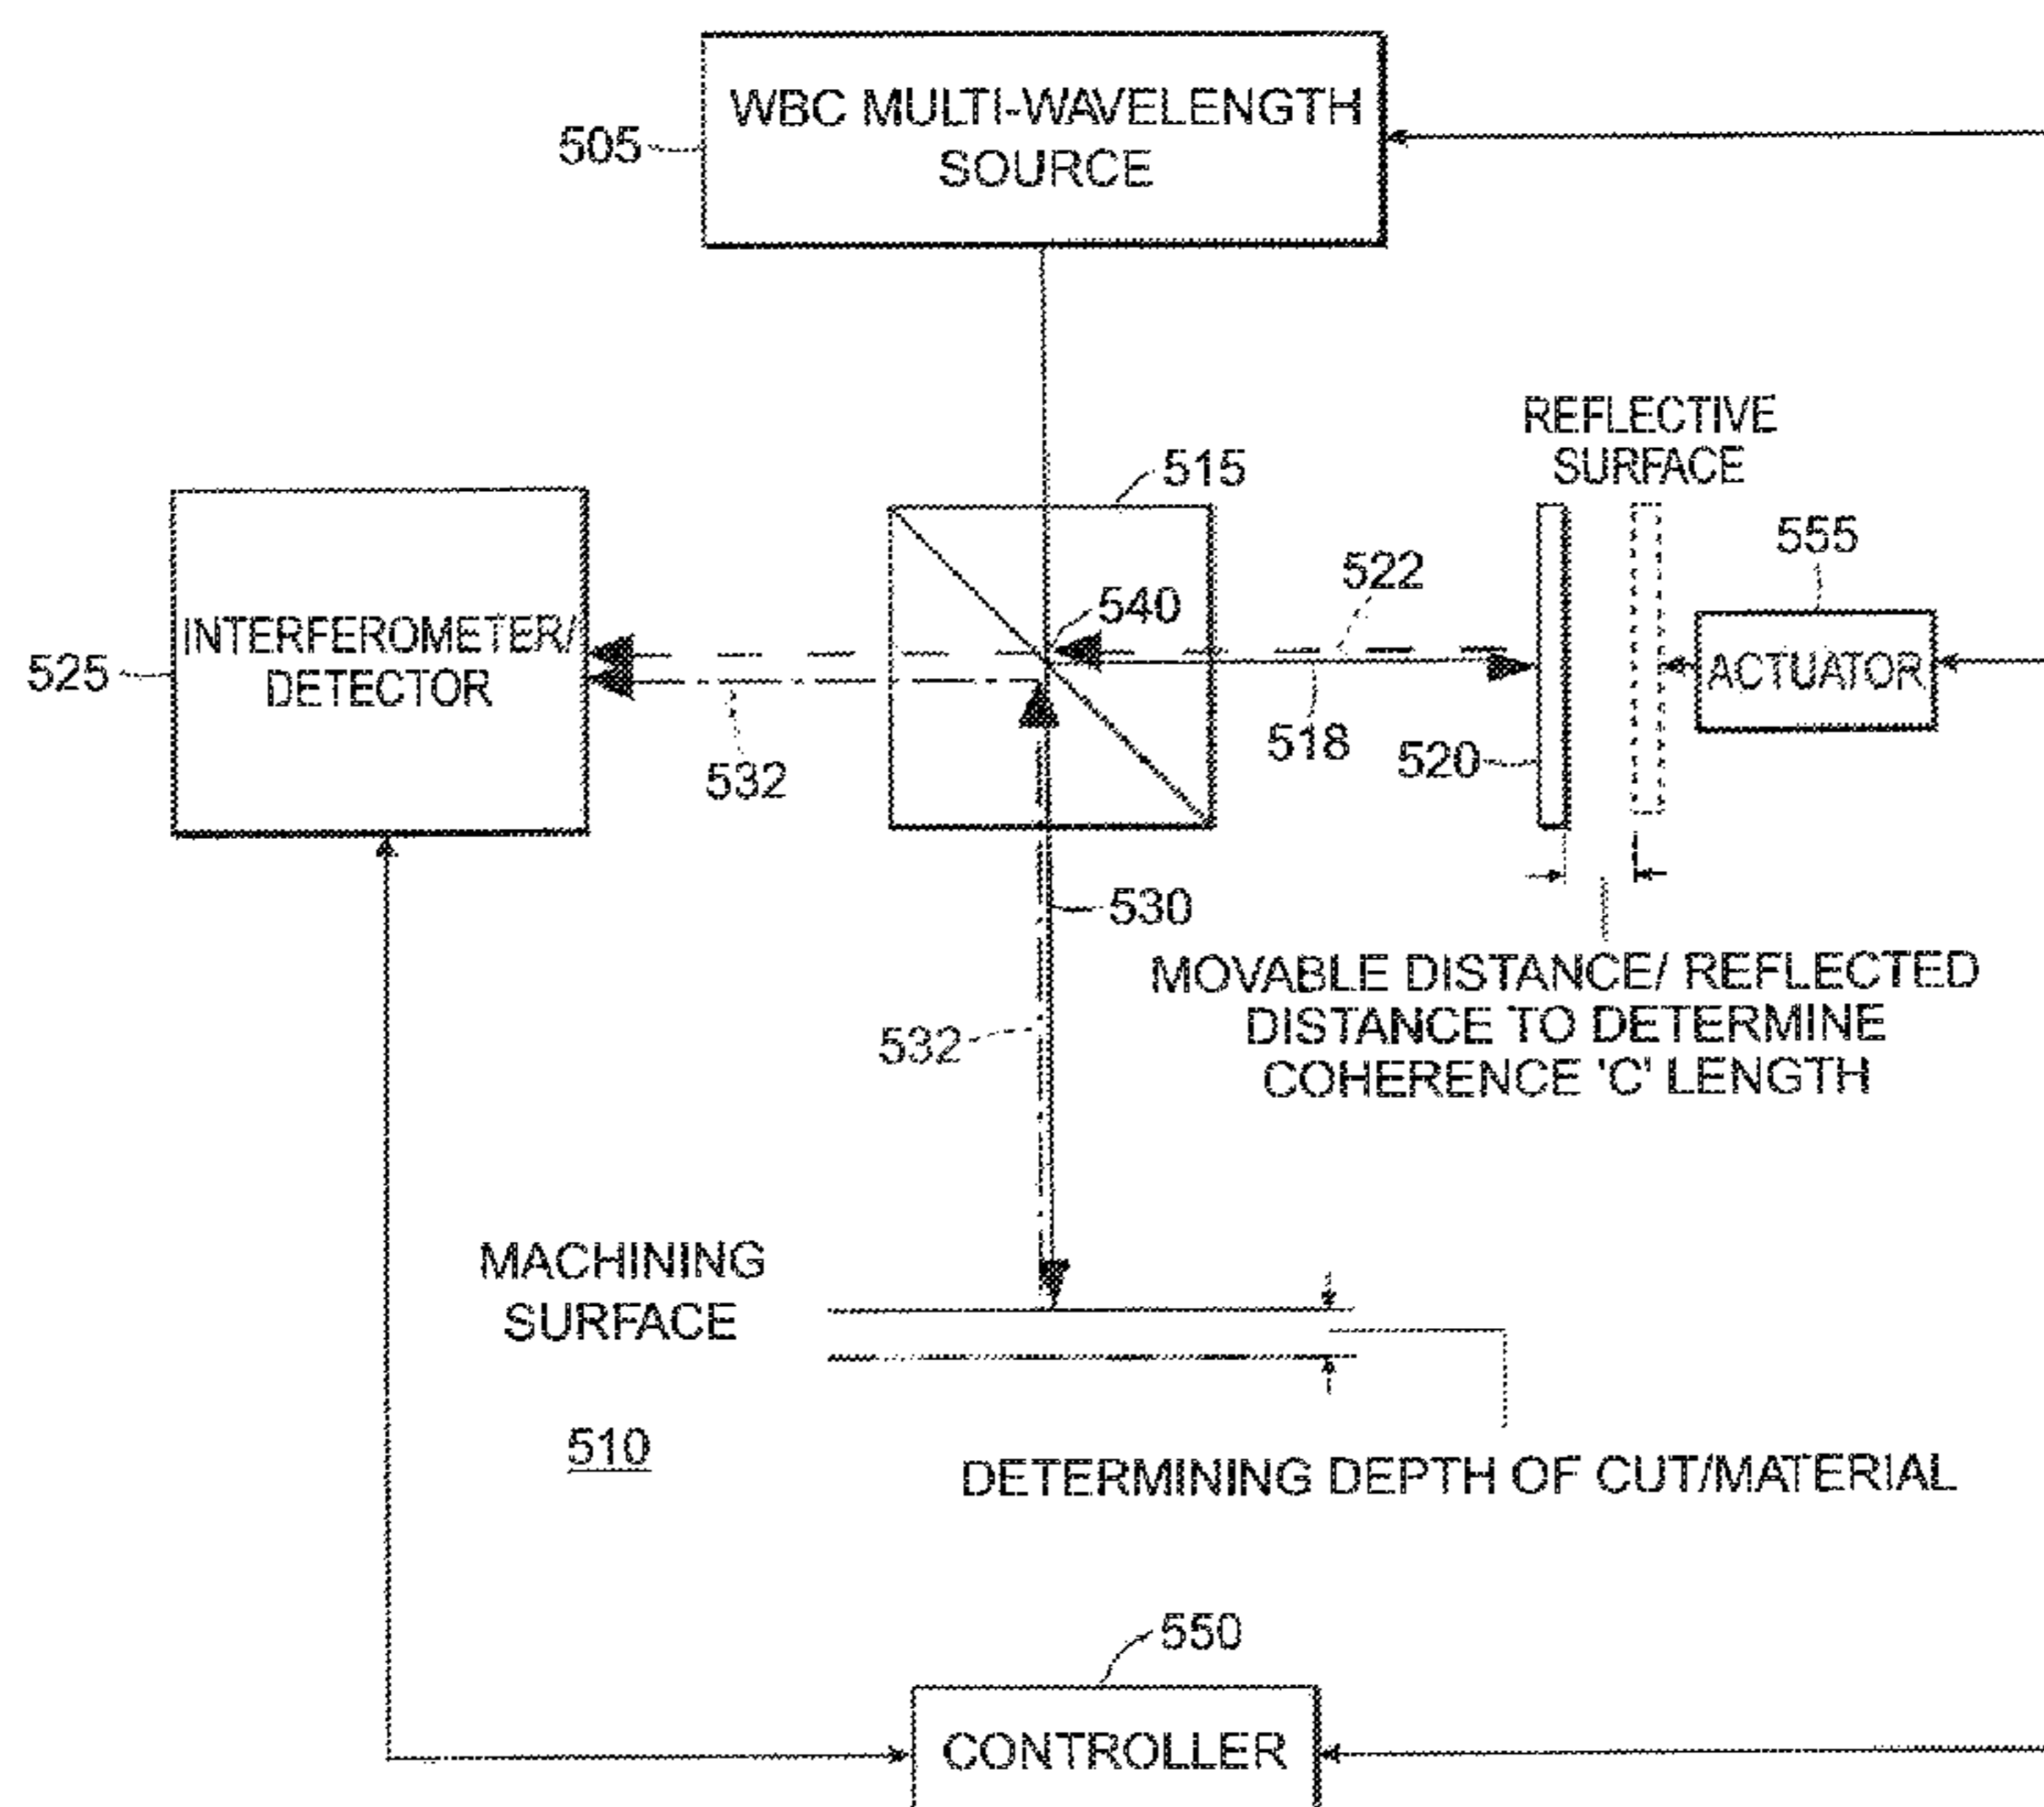 WBC MULTI-WAVELENGTH
SOURCE
505
REFLECTIVE
SURFACE
515
555
522
540
INTERFEROMETER/
DETECTOR
525
ACTUATOR
518
520
532
530
MOVABLE DISTANCE/ REFLECTED
DISTANCE TO DETERMINE
COHERENCE 'C' LENGTH
532
MACHINING
SURFACE
510
DETERMINING DEPTH OF CUT/MATERIAL
550
CONTROLLER